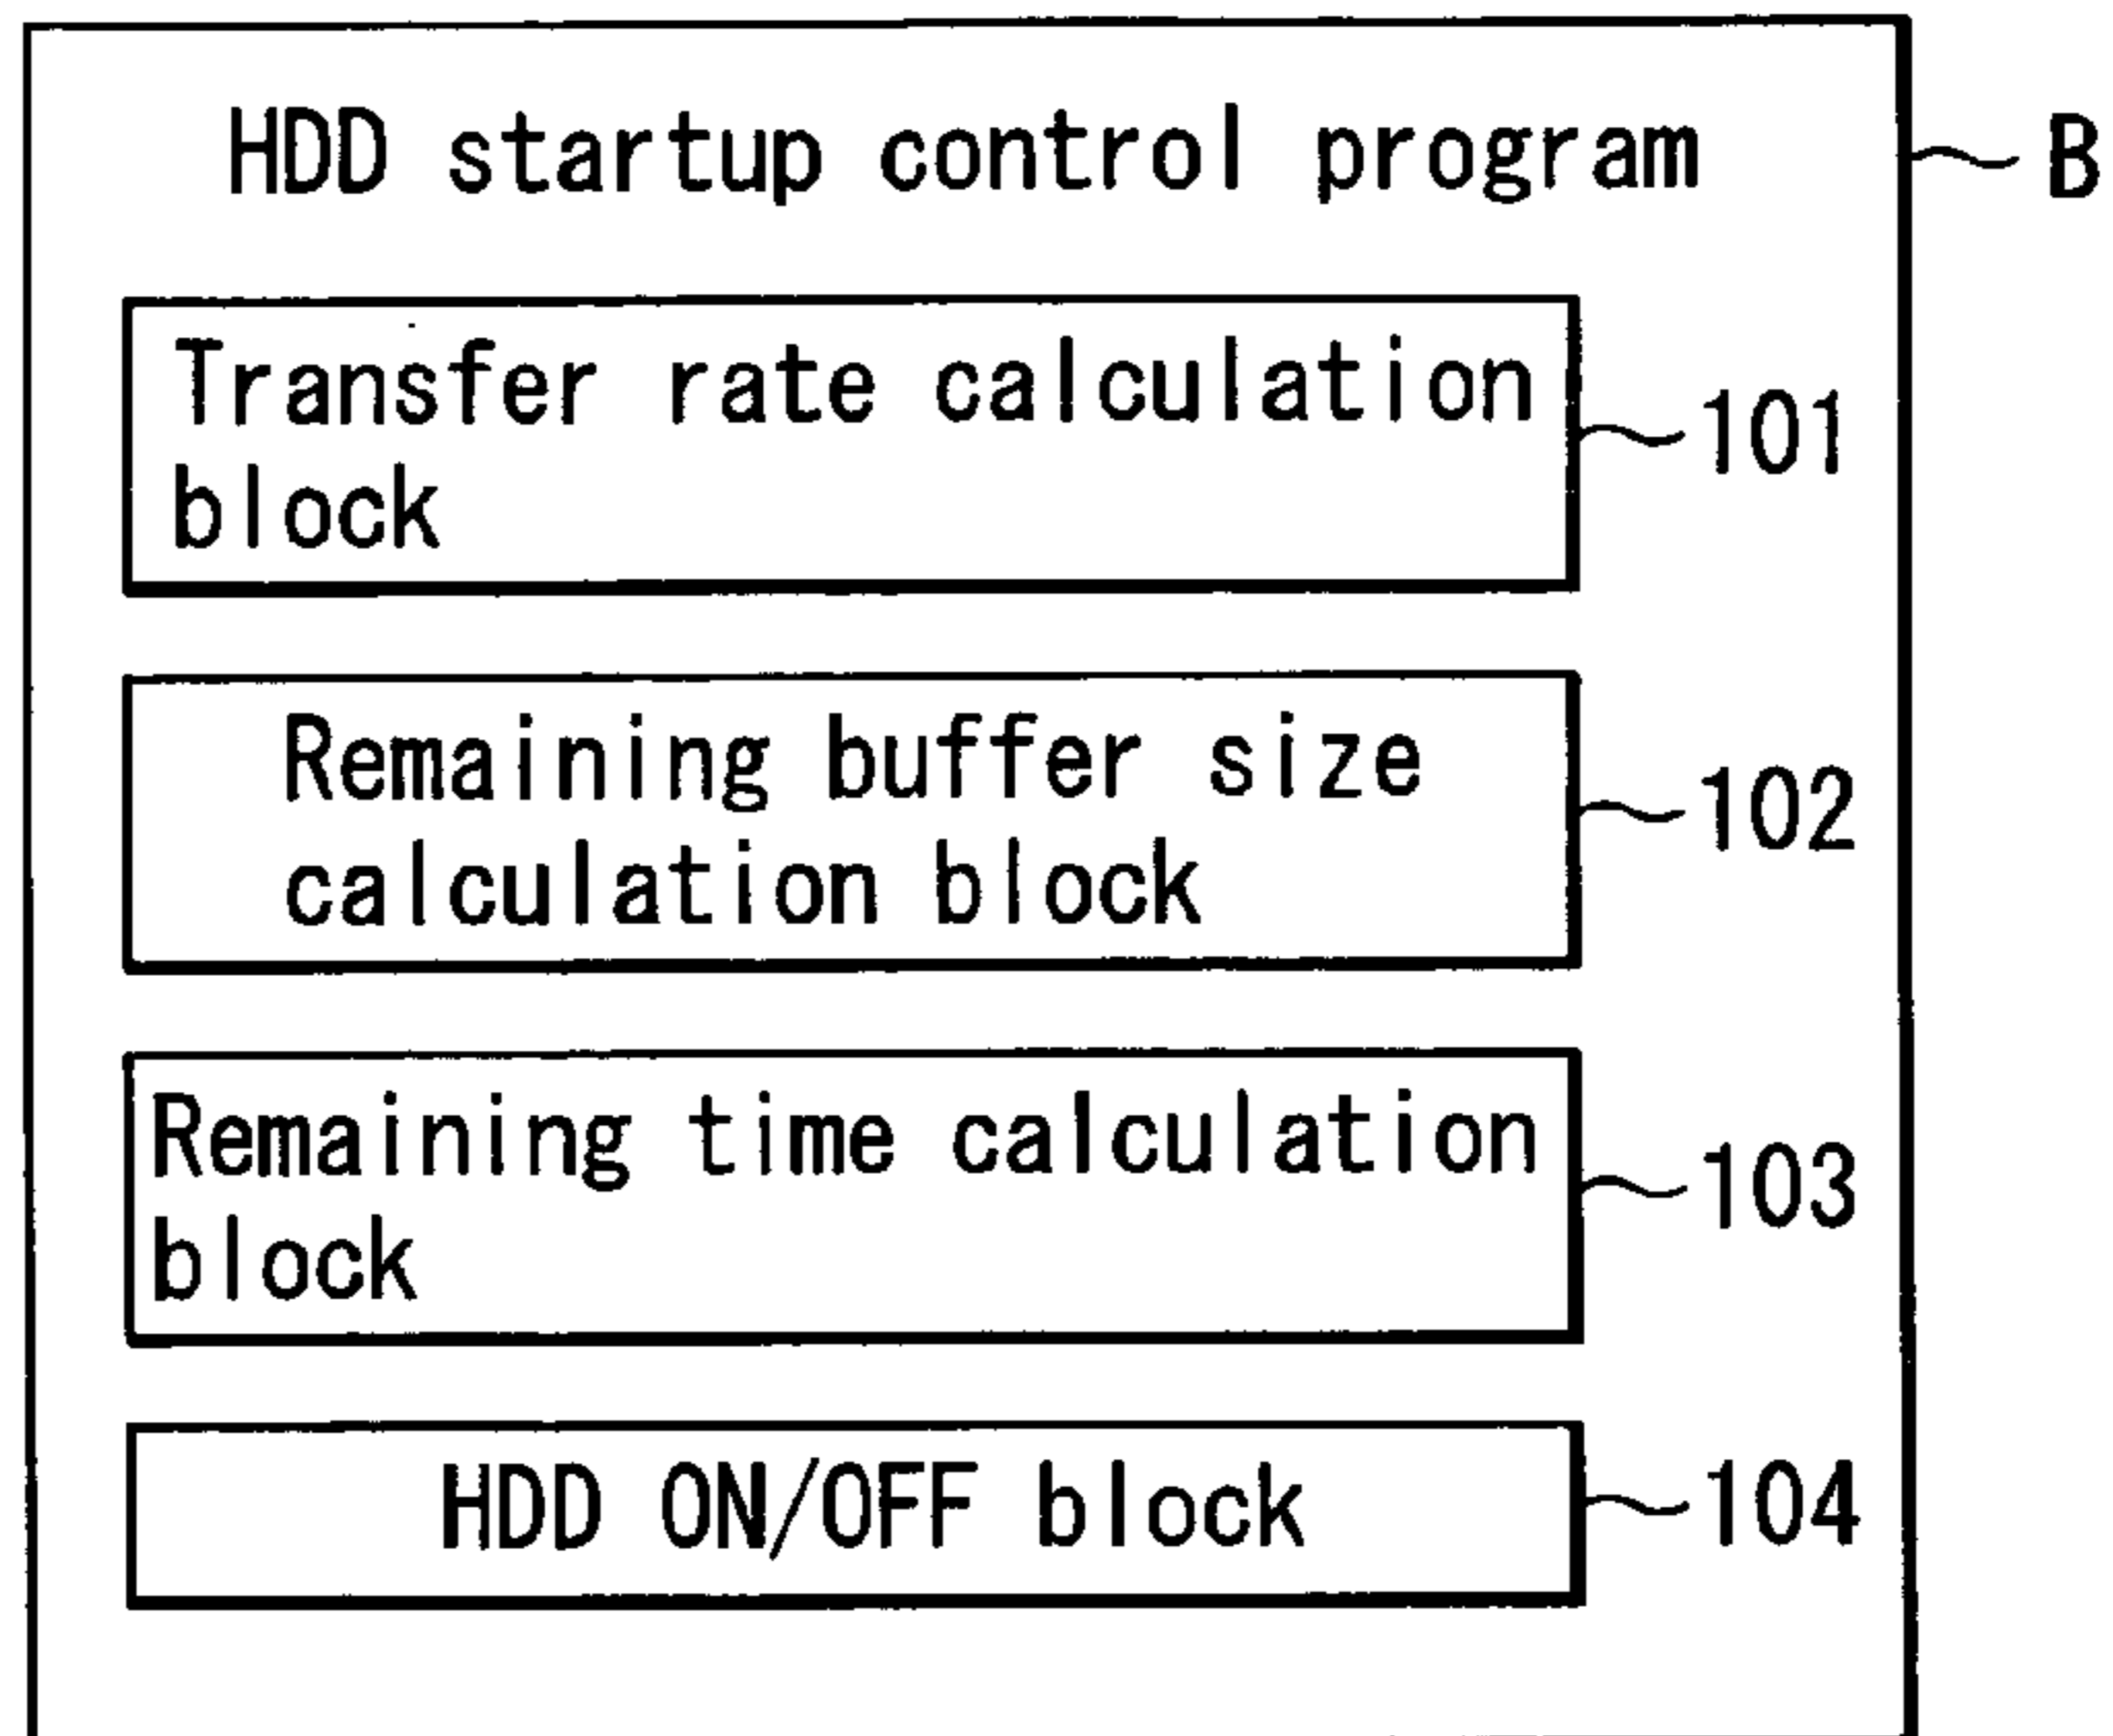 HDD startup control program
B
Transfer rate calculation
block
101
Remaining buffer size
calculation block
102
Remaining time calculation
block
103
HDD ON/OFF block
104